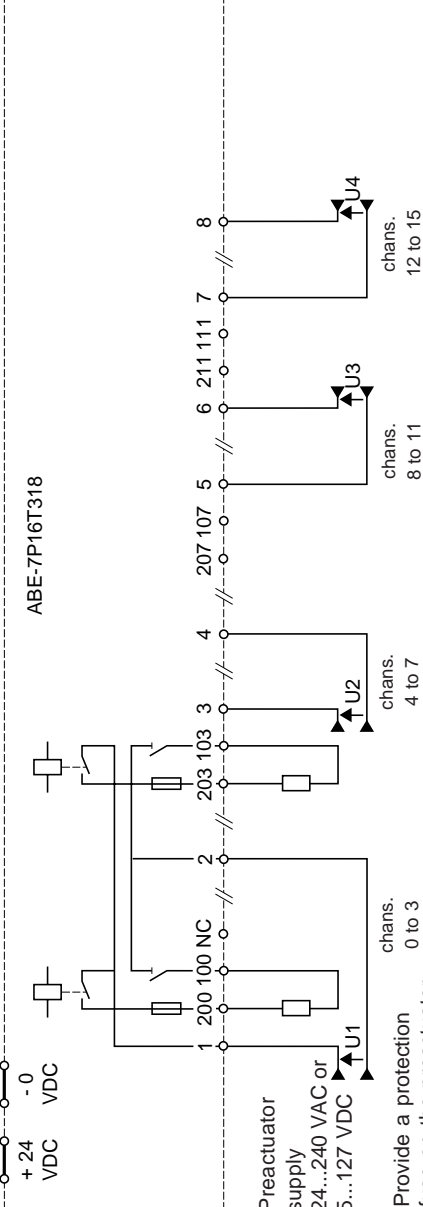 + 24
VDC
- 0
VDC
ABE-7P16T318
1 200 100 NC 2 203 103 3 4 207 107 5 6 211 111 7 8
Preactuator
supply
24...240 VAC or
5...127 VDC
U1
U2
U3
U4
chans.
0 to 3
chans.
4 to 7
chans.
8 to 11
chans.
12 to 15
Provide a protection